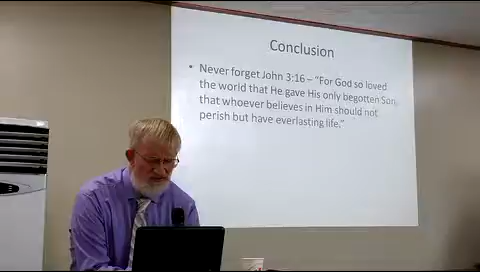 Conclusion
• Never forget John 3:16 – "For God so loved
the world that He gave His only begotten Son,
that whoever believes in Him should not
perish but have everlasting life."